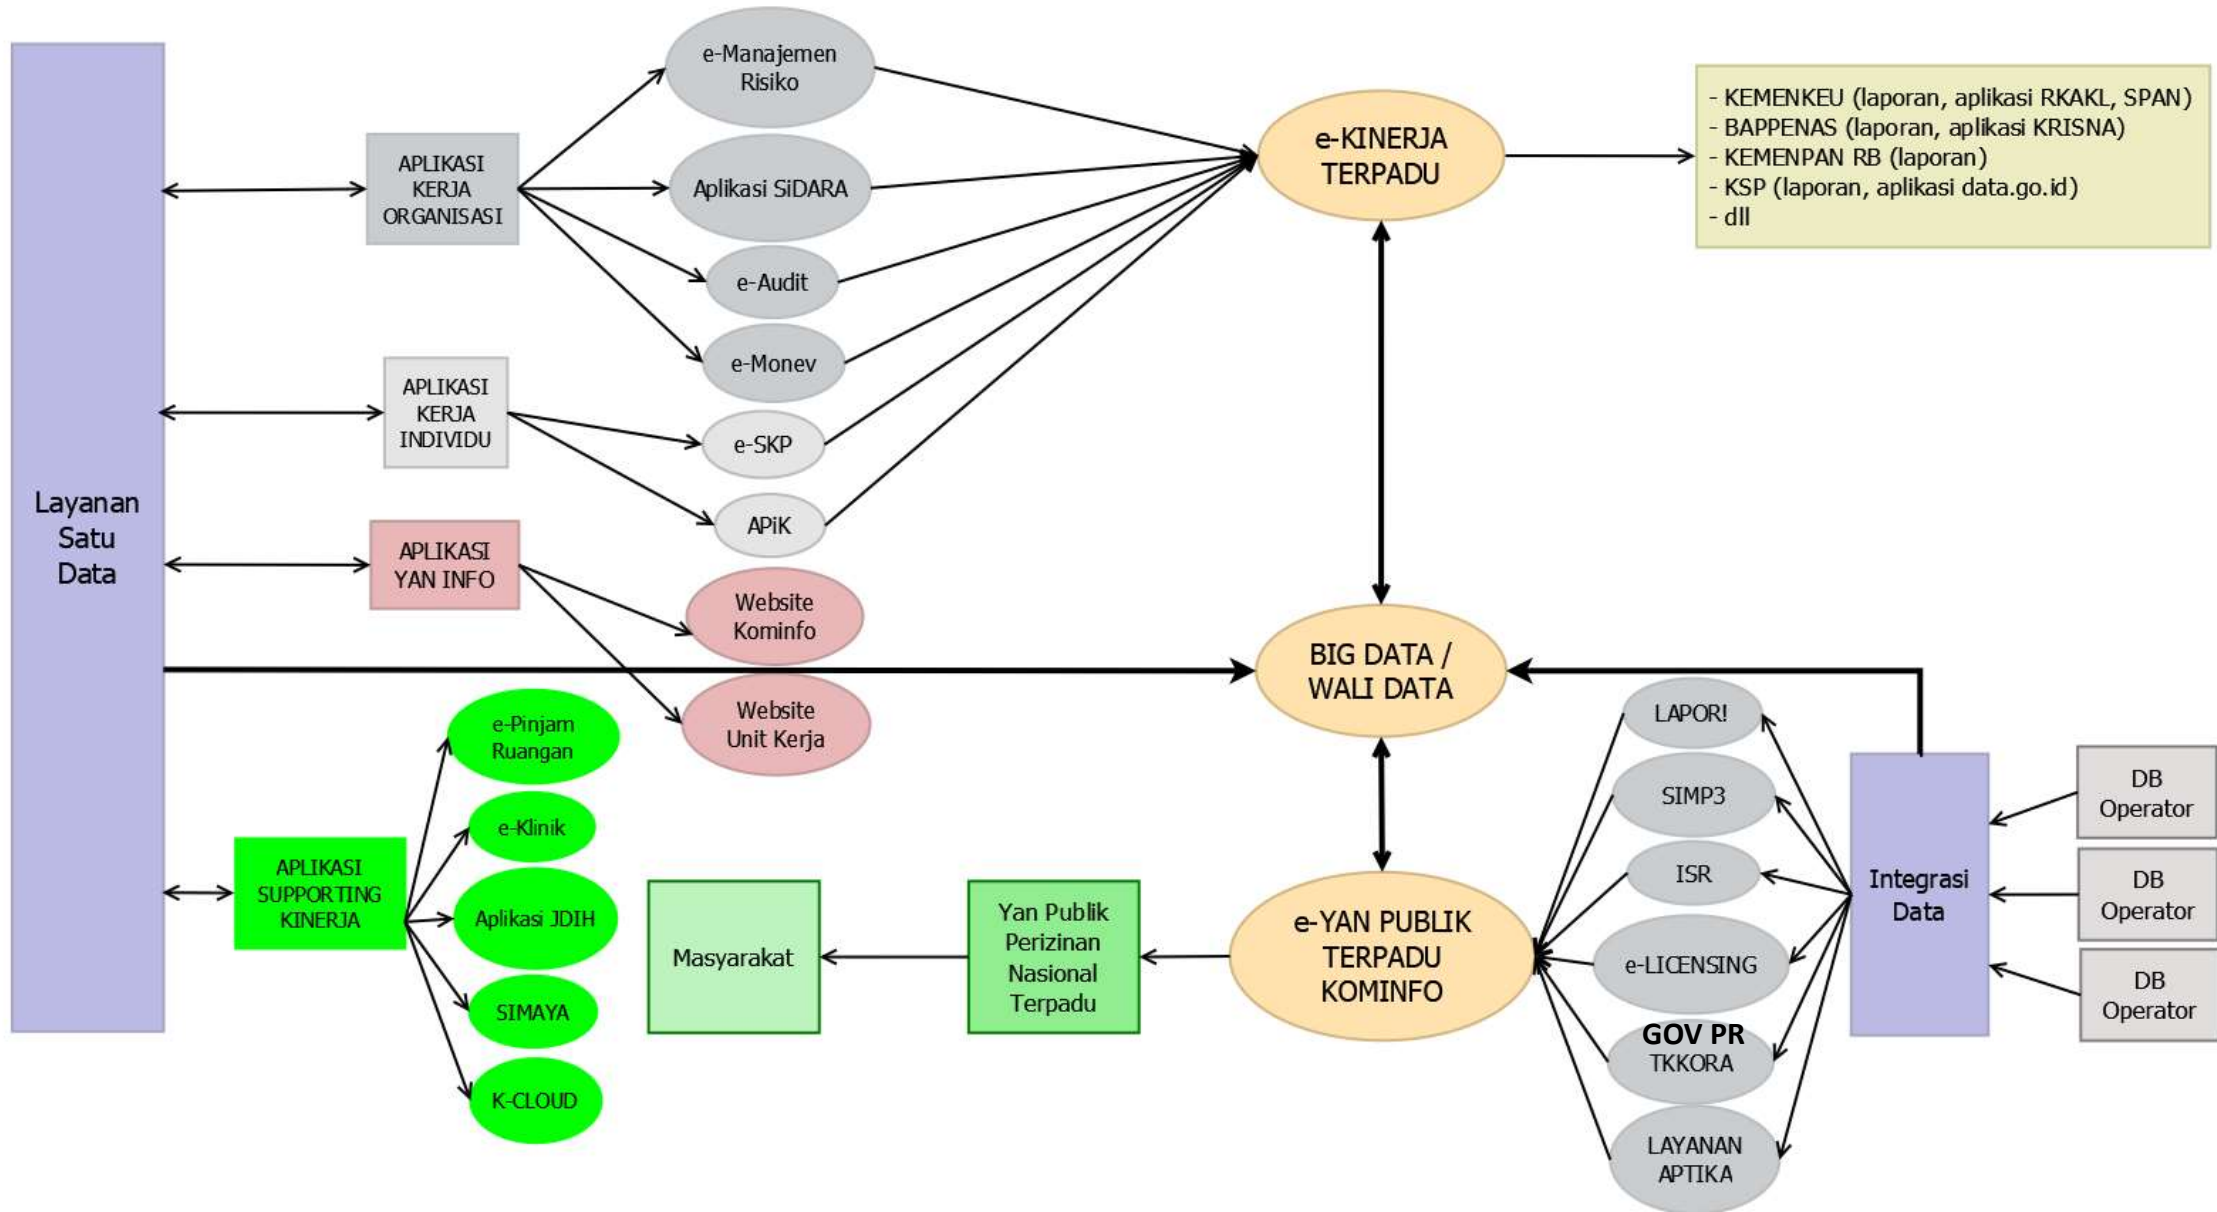 Layanan
Satu
Data
APLIKASI
KERJA
ORGANISASI
e-Manajemen
Risiko
Aplikasi SiDARA
e-Audit
e-Monev
APLIKASI
KERJA
INDIVIDU
e-SKP
APiK
APLIKASI
YAN INFO
Website
Kominfo
Website
Unit Kerja
APLIKASI
SUPPORTING
KINERJA
e-Pinjam
Ruangan
e-Klinik
Aplikasi JDIH
SIMAYA
K-CLOUD
e-KINERJA
TERPADU
- KEMENKEU (laporan, aplikasi RKAKL, SPAN)
- BAPPENAS (laporan, aplikasi KRISNA)
- KEMENPAN RB (laporan)
- KSP (laporan, aplikasi data.go.id)
- dll
BIG DATA /
WALI DATA
e-YAN PUBLIK
TERPADU
KOMINFO
Yan Publik
Perizinan
Nasional
Terpadu
Masyarakat
LAPOR!
SIMP3
ISR
e-LICENSING
GOV PR
TKKORA
LAYANAN
APTIKA
Integrasi
Data
DB
Operator
DB
Operator
DB
Operator